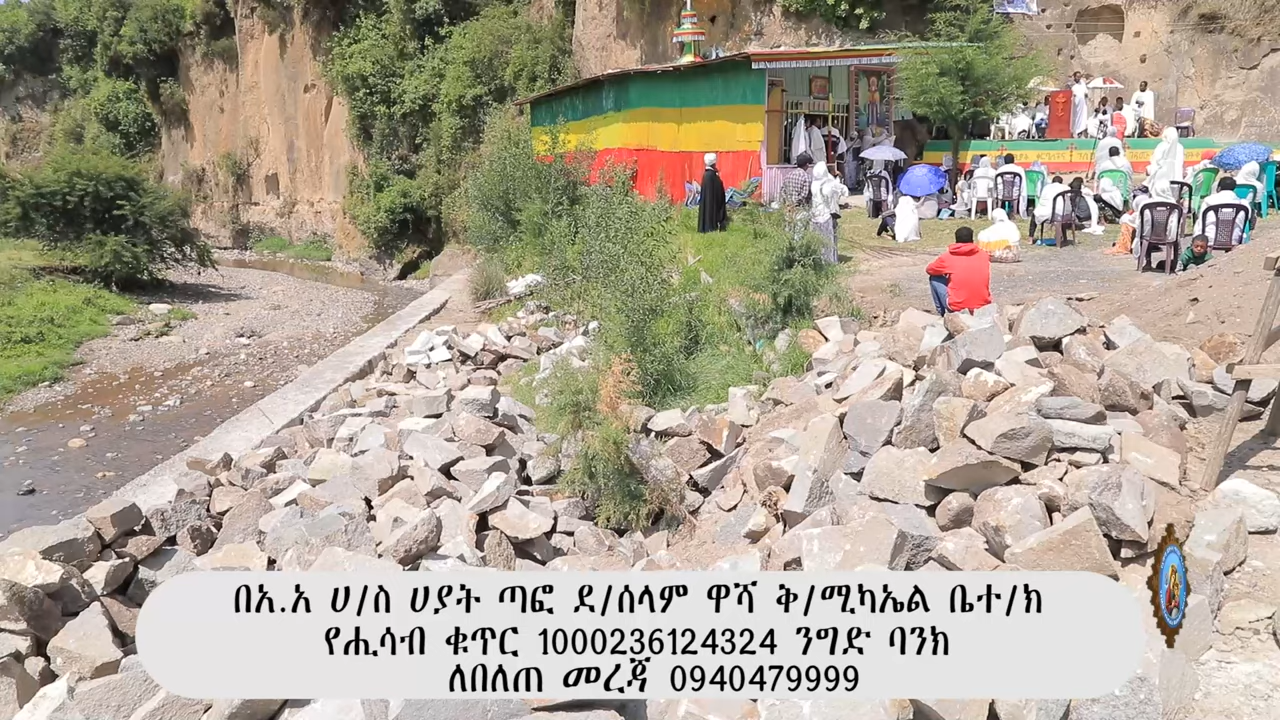 በአ.አ ሀ/ስ ሀያት ጣፎ ደ/ሰላም ዋሻ ቅ/ሚካኤል ቤተ/ክ
የሒሳብ ቁጥር 1000236124324 ንግድ ባንክ
ለበለጠ መረጃ 0940479999